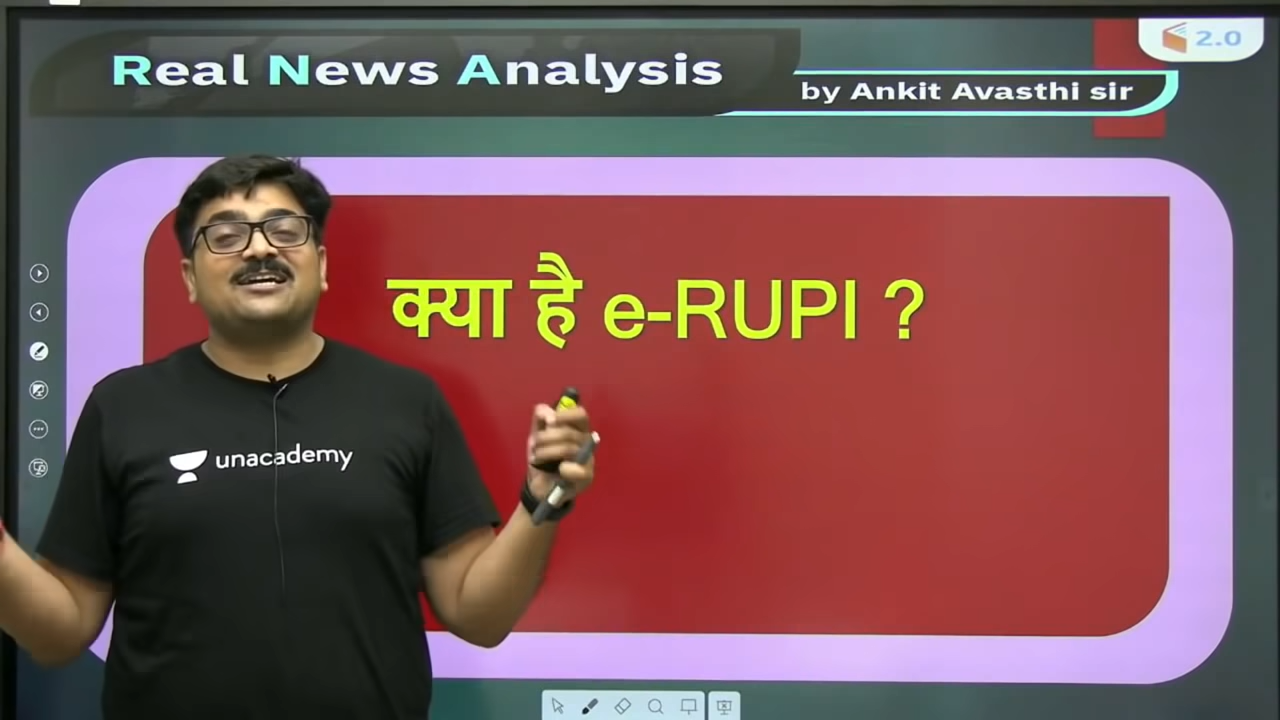 Real News Analysis
by Ankit Avasthi sir
2.0
क्या है e-RUPI ?
unacademy